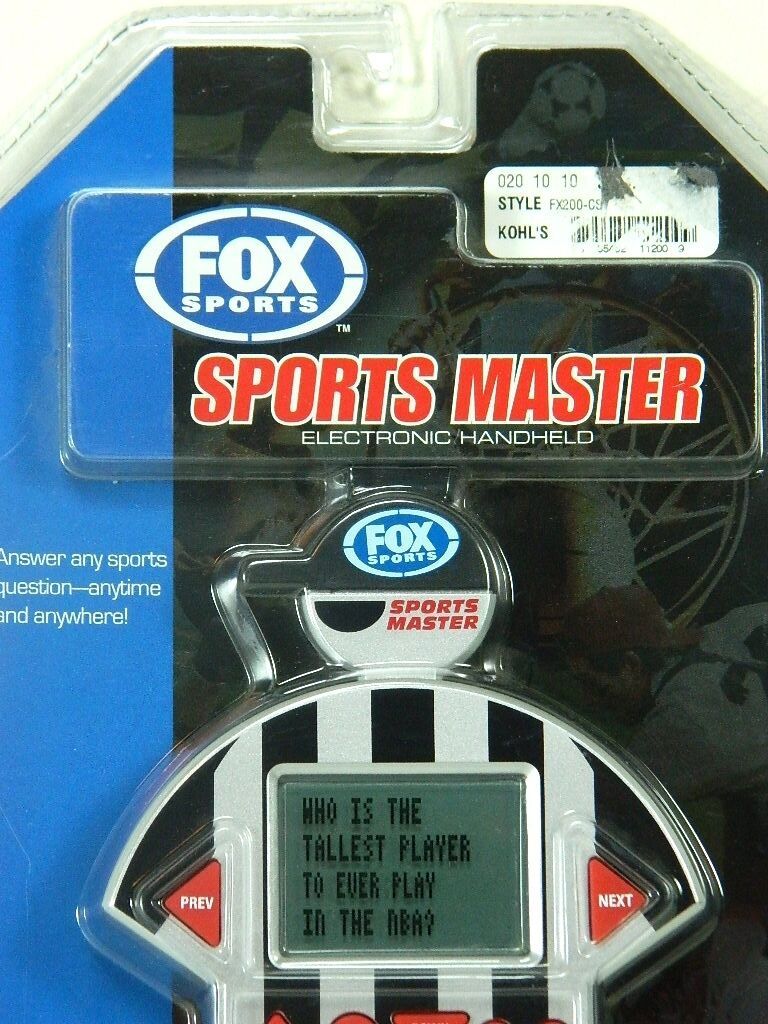 020 10 10
STYLE FX200-CS
KOHL'S
11200 9
FOX
SPORTS
TM
SPORTS MASTER
ELECTRONIC HANDHELD
Answer any sports
question—anytime
and anywhere!
FOX
SPORTS
SPORTS
MASTER
WHO IS THE
TALLEST PLAYER
TO EVER PLAY
IN THE NBA?
PREV
NEXT